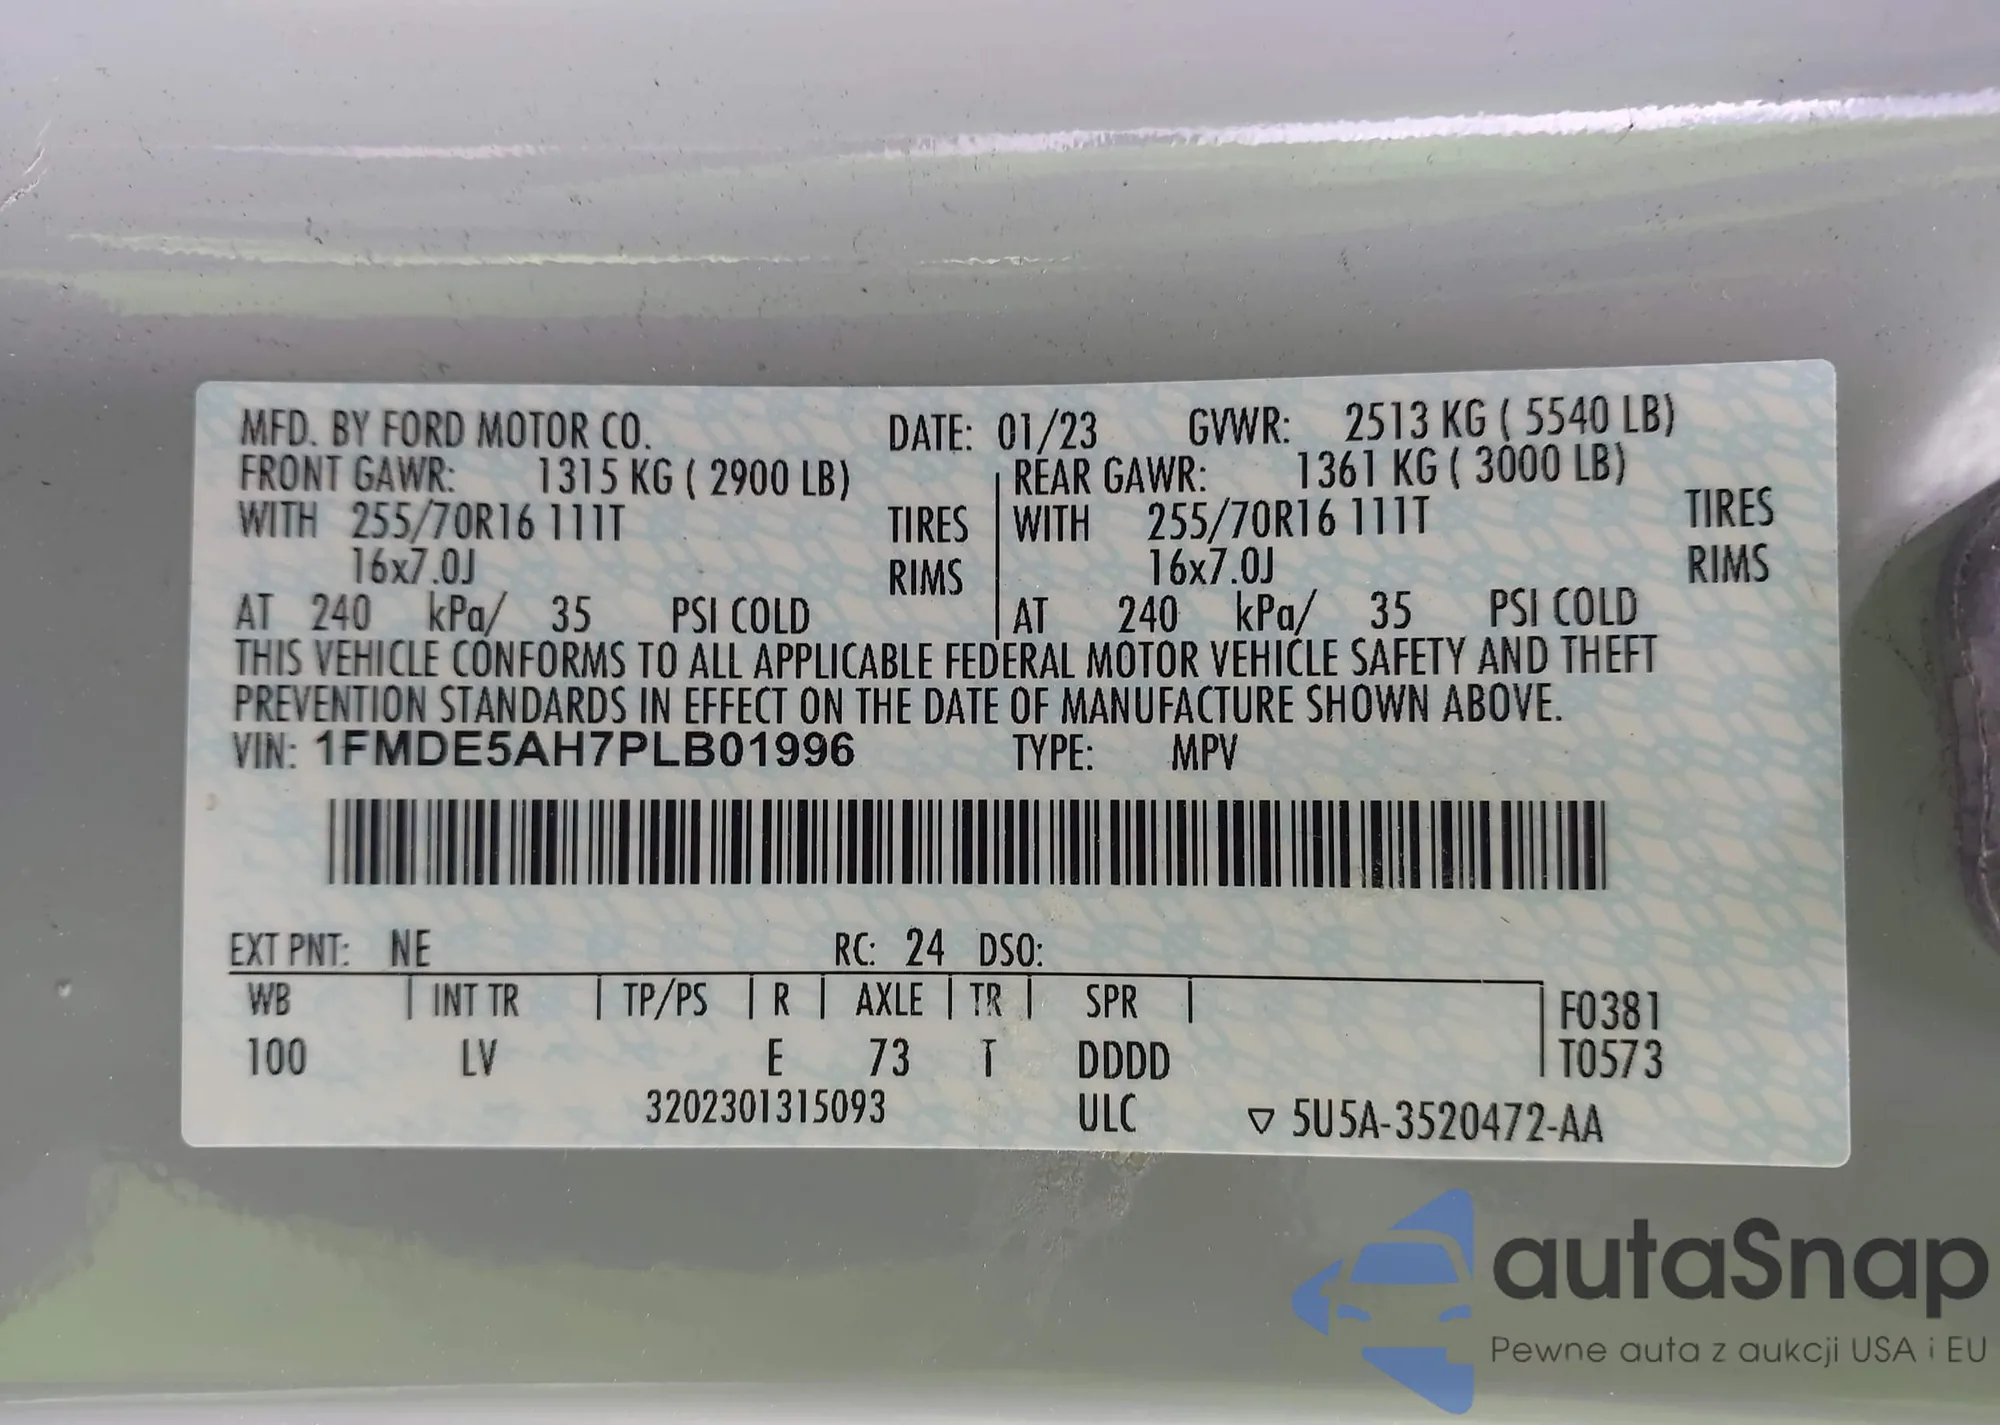 MFD. BY FORD MOTOR CO. DATE: 01/23 GVWR: 2513 KG ( 5540 LB)
FRONT GAWR: 1315 KG ( 2900 LB) REAR GAWR: 1361 KG ( 3000 LB)
WITH 255/70R16 111T TIRES WITH 255/70R16 111T TIRES
16x7.0J RIMS 16x7.0J RIMS
AT 240 kPa/ 35 PSI COLD AT 240 kPa/ 35 PSI COLD
THIS VEHICLE CONFORMS TO ALL APPLICABLE FEDERAL MOTOR VEHICLE SAFETY AND THEFT
PREVENTION STANDARDS IN EFFECT ON THE DATE OF MANUFACTURE SHOWN ABOVE.
VIN: 1FMDE5AH7PLB01996 TYPE: MPV
EXT PNT: NE RC: 24 DSO:
WB | INT TR | TP/PS | R | AXLE | TR | SPR | F0381
100 LV E 73 T DDDD T0573
3202301315093 ULC ▽ 5U5A-3520472-AA
autaSnap
Pewne auta z aukcji USA i EU